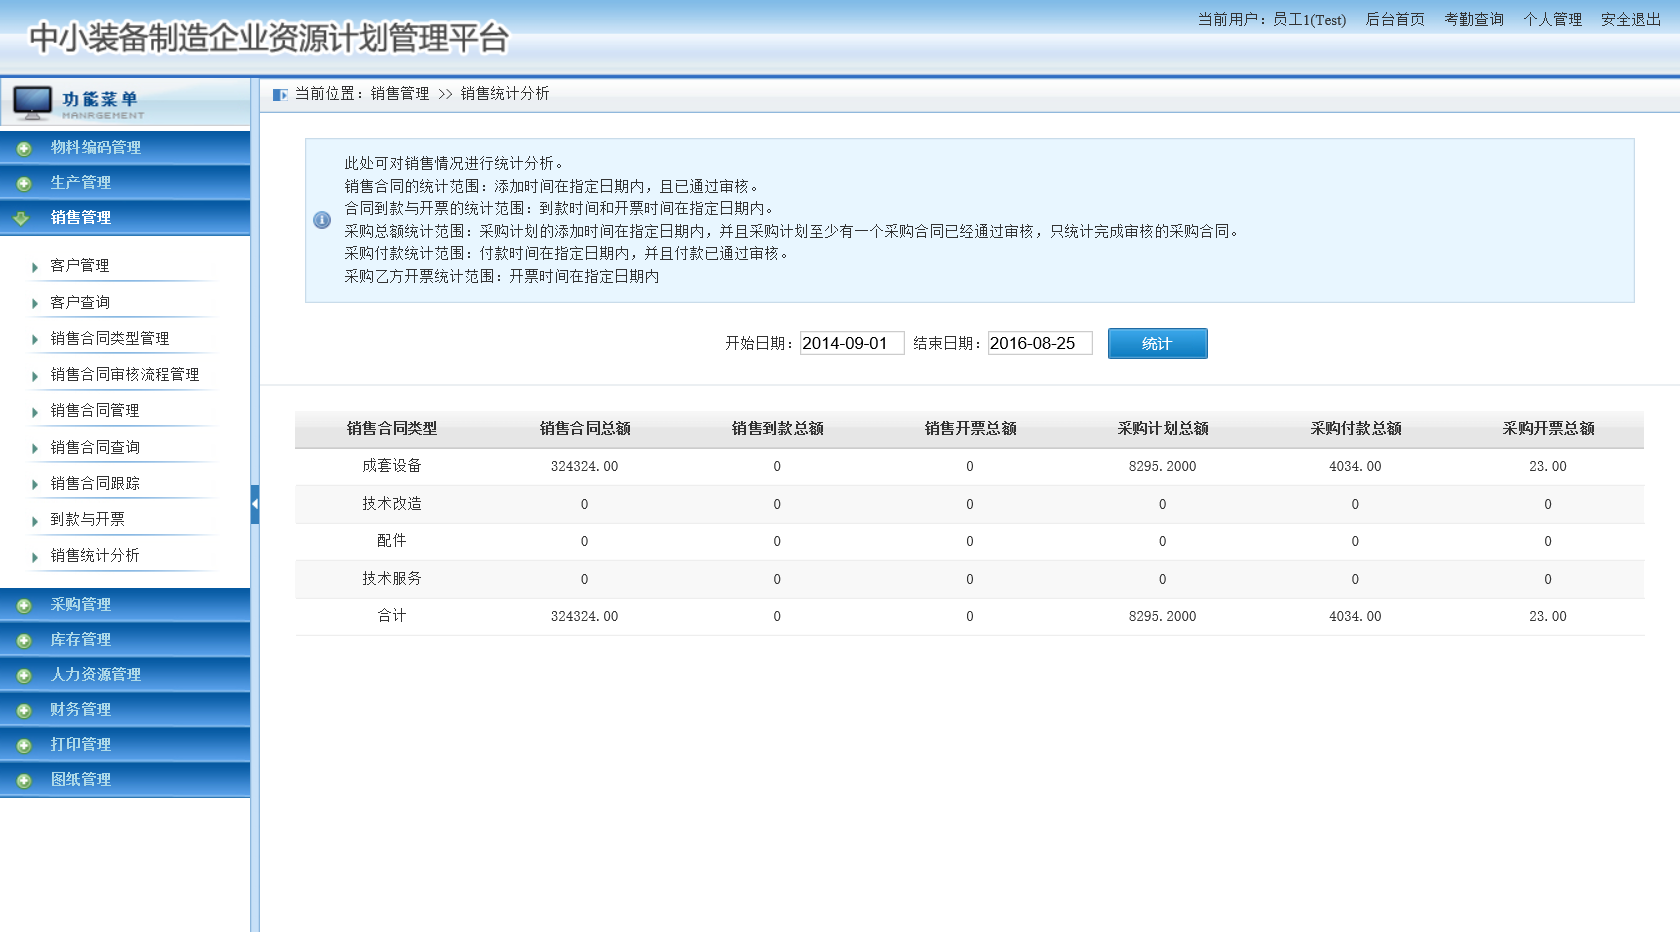 中小装备制造企业资源计划管理平台
当前用户：员工1(Test) 后台首页 考勤查询 个人管理 安全退出
功能菜单
MANRGEMENT
物料编码管理
生产管理
销售管理
客户管理
客户查询
销售合同类型管理
销售合同审核流程管理
销售合同管理
销售合同查询
销售合同跟踪
到款与开票
销售统计分析
采购管理
库存管理
人力资源管理
财务管理
打印管理
图纸管理
当前位置：销售管理 >> 销售统计分析
此处可对销售情况进行统计分析。
销售合同的统计范围：添加时间在指定日期内，且已通过审核。
合同到款与开票的统计范围：到款时间和开票时间在指定日期内。
采购总额统计范围：采购计划的添加时间在指定日期内，并且采购计划至少有一个采购合同已经通过审核，只统计完成审核的采购合同。
采购付款统计范围：付款时间在指定日期内，并且付款已通过审核。
采购乙方开票统计范围：开票时间在指定日期内
开始日期：2014-09-01 结束日期：2016-08-25 统计
销售合同类型 销售合同总额 销售到款总额 销售开票总额 采购计划总额 采购付款总额 采购开票总额
成套设备 324324.00 0 0 8295.2000 4034.00 23.00
技术改造 0 0 0 0 0 0
配件 0 0 0 0 0 0
技术服务 0 0 0 0 0 0
合计 324324.00 0 0 8295.2000 4034.00 23.00